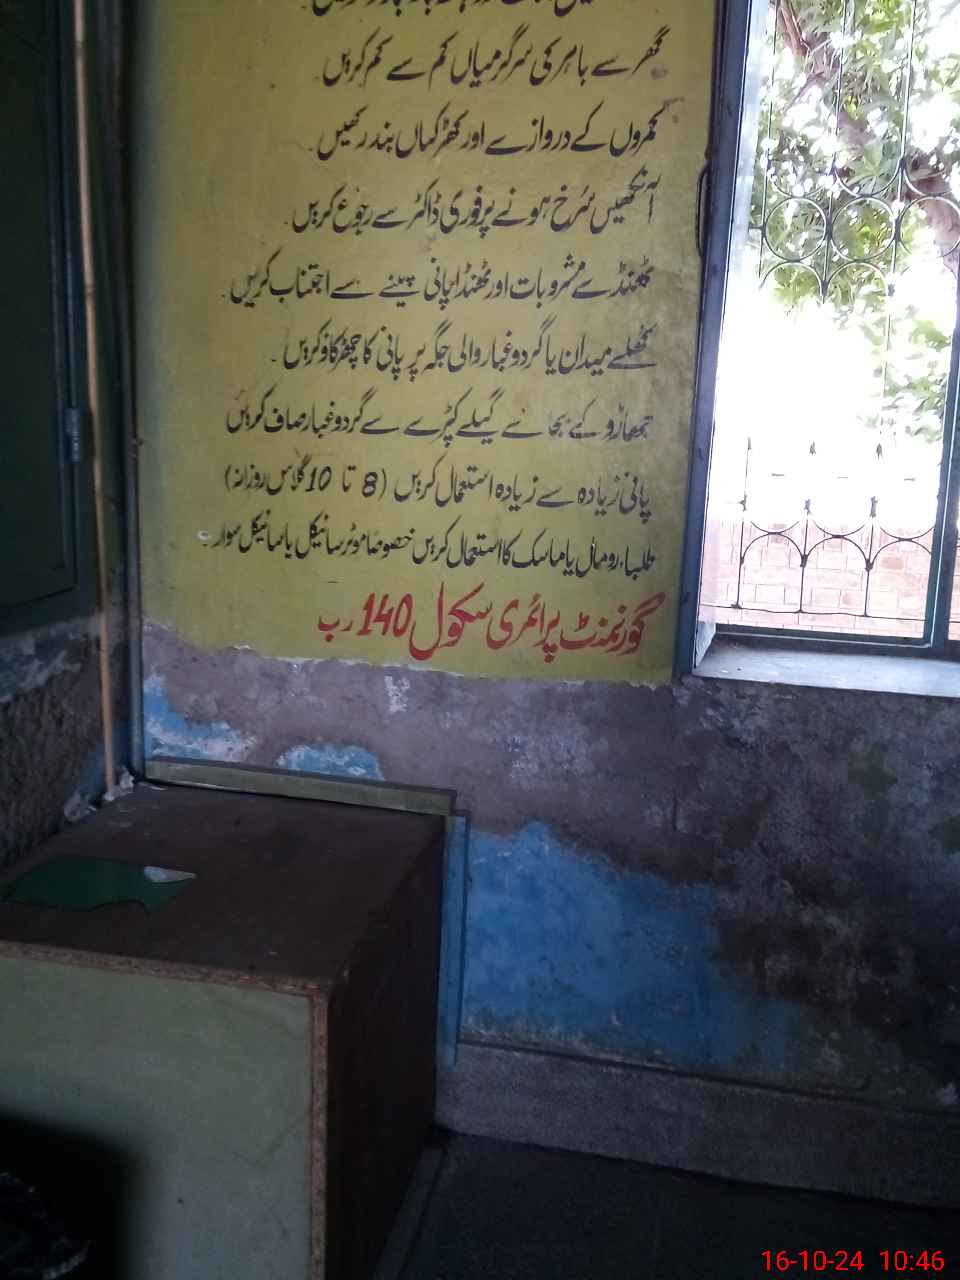 گھر سے باہر کی سرگرمیاں کم سے کم کریں.
کمروں کے دروازے اور کھڑکیاں بند رکھیں.
آنکھیں سُرخ ہونے پر فوری ڈاکٹر سے رجوع کریں.
ٹھنڈے مشروبات اور ٹھنڈا پانی پینے سے اجتناب کریں.
کھلے میدان یا گردوغبار والی جگہ پر پانی کا چھڑکاؤ کریں.
جھاڑو کے بجائے گیلے کپڑے سے گردوغبار صاف کریں
پانی زیادہ سے زیادہ استعمال کریں (8 تا 10 گلاس روزانہ)
طلباء رومال یا ماسک کا استعمال کریں خصوصا موٹر سائیکل یا سائیکل سوار.
گورنمنٹ پرائمری سکول 140 رب
16-10-24 10:46